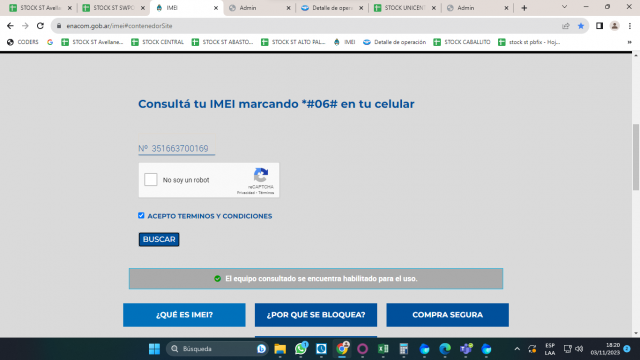 STOCK ST Avellane
STOCK ST SWPC
IMEI
Admin
Detalle de operac
STOCK UNICENT
Admin
enacom.gob.ar/imei#contenedorSite
CODERS
STOCK ST Avellane...
STOCK CENTRAL
STOCK ST ABASTO...
STOCK ST ALTO PAL...
IMEI
Detalle de operación
STOCK CABALLITO
stock st pbfix - Hoj...
Consultá tu IMEI marcando *#06# en tu celular
Nº 351663700169
No soy un robot
reCAPTCHA
Privacidad - Términos
ACEPTO TERMINOS Y CONDICIONES
BUSCAR
El equipo consultado se encuentra habilitado para el uso.
¿QUÉ ES IMEI?
¿POR QUÉ SE BLOQUEA?
COMPRA SEGURA
Búsqueda
ESP
LAA
18:20
03/11/2023